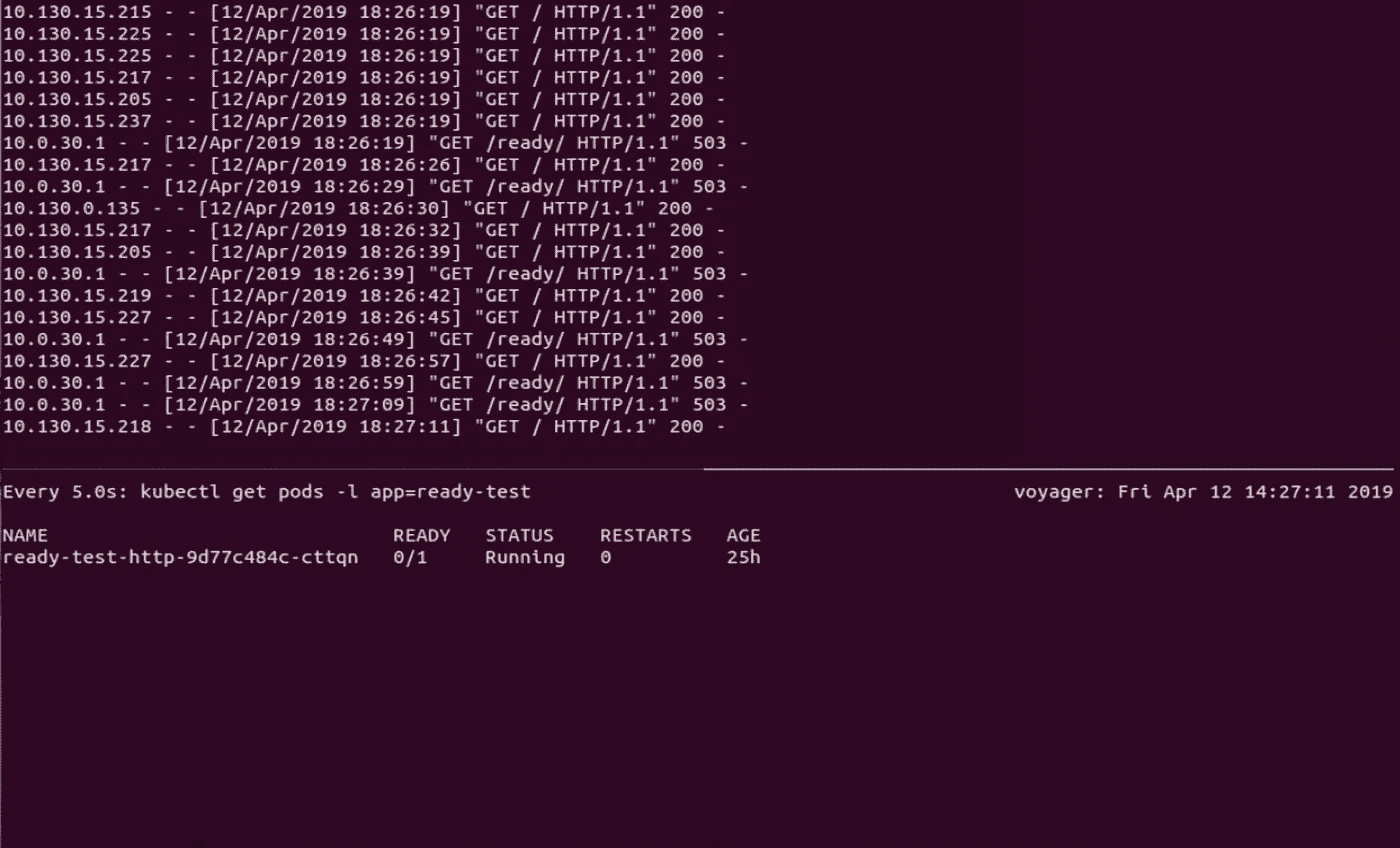 10.130.15.215 - - [12/Apr/2019 18:26:19] "GET / HTTP/1.1" 200 -
10.130.15.225 - - [12/Apr/2019 18:26:19] "GET / HTTP/1.1" 200 -
10.130.15.225 - - [12/Apr/2019 18:26:19] "GET / HTTP/1.1" 200 -
10.130.15.217 - - [12/Apr/2019 18:26:19] "GET / HTTP/1.1" 200 -
10.130.15.205 - - [12/Apr/2019 18:26:19] "GET / HTTP/1.1" 200 -
10.130.15.237 - - [12/Apr/2019 18:26:19] "GET / HTTP/1.1" 200 -
10.0.30.1 - - [12/Apr/2019 18:26:19] "GET /ready/ HTTP/1.1" 503 -
10.130.15.217 - - [12/Apr/2019 18:26:26] "GET / HTTP/1.1" 200 -
10.0.30.1 - - [12/Apr/2019 18:26:29] "GET /ready/ HTTP/1.1" 503 -
10.130.0.135 - - [12/Apr/2019 18:26:30] "GET / HTTP/1.1" 200 -
10.130.15.217 - - [12/Apr/2019 18:26:32] "GET / HTTP/1.1" 200 -
10.130.15.205 - - [12/Apr/2019 18:26:39] "GET / HTTP/1.1" 200 -
10.0.30.1 - - [12/Apr/2019 18:26:39] "GET /ready/ HTTP/1.1" 503 -
10.130.15.219 - - [12/Apr/2019 18:26:42] "GET / HTTP/1.1" 200 -
10.130.15.227 - - [12/Apr/2019 18:26:45] "GET / HTTP/1.1" 200 -
10.0.30.1 - - [12/Apr/2019 18:26:49] "GET /ready/ HTTP/1.1" 503 -
10.130.15.227 - - [12/Apr/2019 18:26:57] "GET / HTTP/1.1" 200 -
10.0.30.1 - - [12/Apr/2019 18:26:59] "GET /ready/ HTTP/1.1" 503 -
10.0.30.1 - - [12/Apr/2019 18:27:09] "GET /ready/ HTTP/1.1" 503 -
10.130.15.218 - - [12/Apr/2019 18:27:11] "GET / HTTP/1.1" 200 -
Every 5.0s: kubectl get pods -l app=ready-test voyager: Fri Apr 12 14:27:11 2019
NAME READY STATUS RESTARTS AGE
ready-test-http-9d77c484c-cttqn 0/1 Running 0 25h